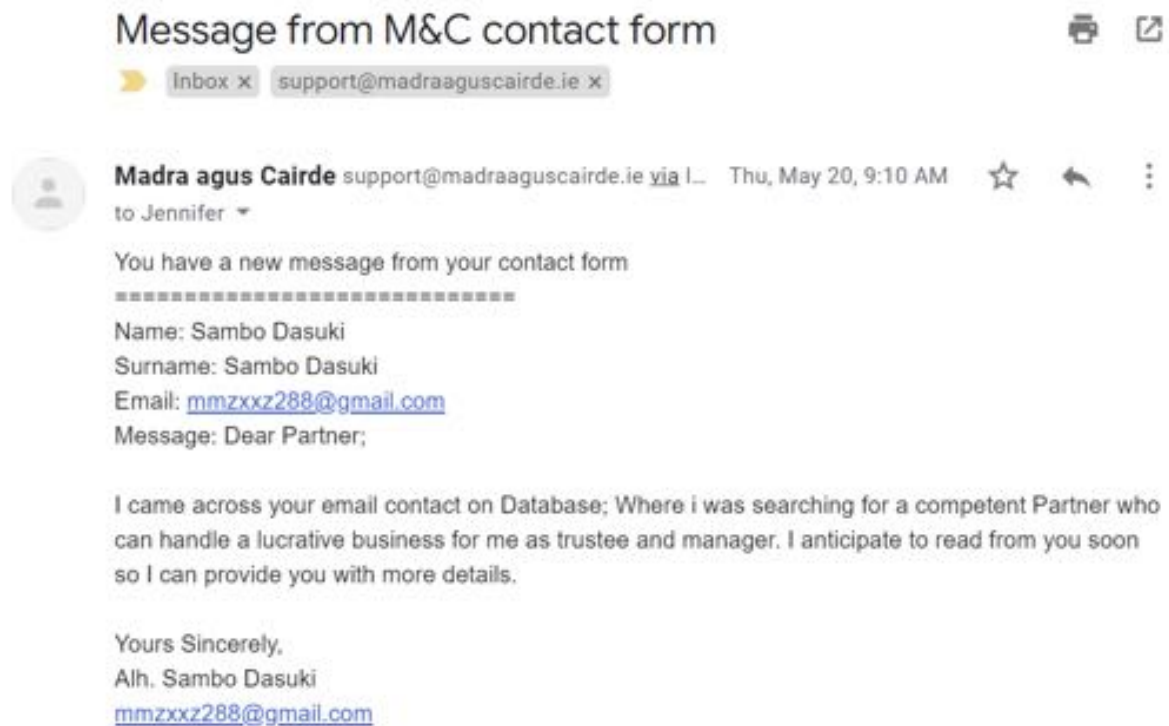 Message from M&C contact form
Inbox x support@madraaguscairde.ie x
Madra agus Cairde support@madraaguscairde.ie via l... Thu, May 20, 9:10 AM
to Jennifer
You have a new message from your contact form
=============================
Name: Sambo Dasuki
Surname: Sambo Dasuki
Email: mmzxxz288@gmail.com
Message: Dear Partner;
I came across your email contact on Database; Where i was searching for a competent Partner who
can handle a lucrative business for me as trustee and manager. I anticipate to read from you soon
so I can provide you with more details.
Yours Sincerely,
Alh. Sambo Dasuki
mmzxxz288@gmail.com